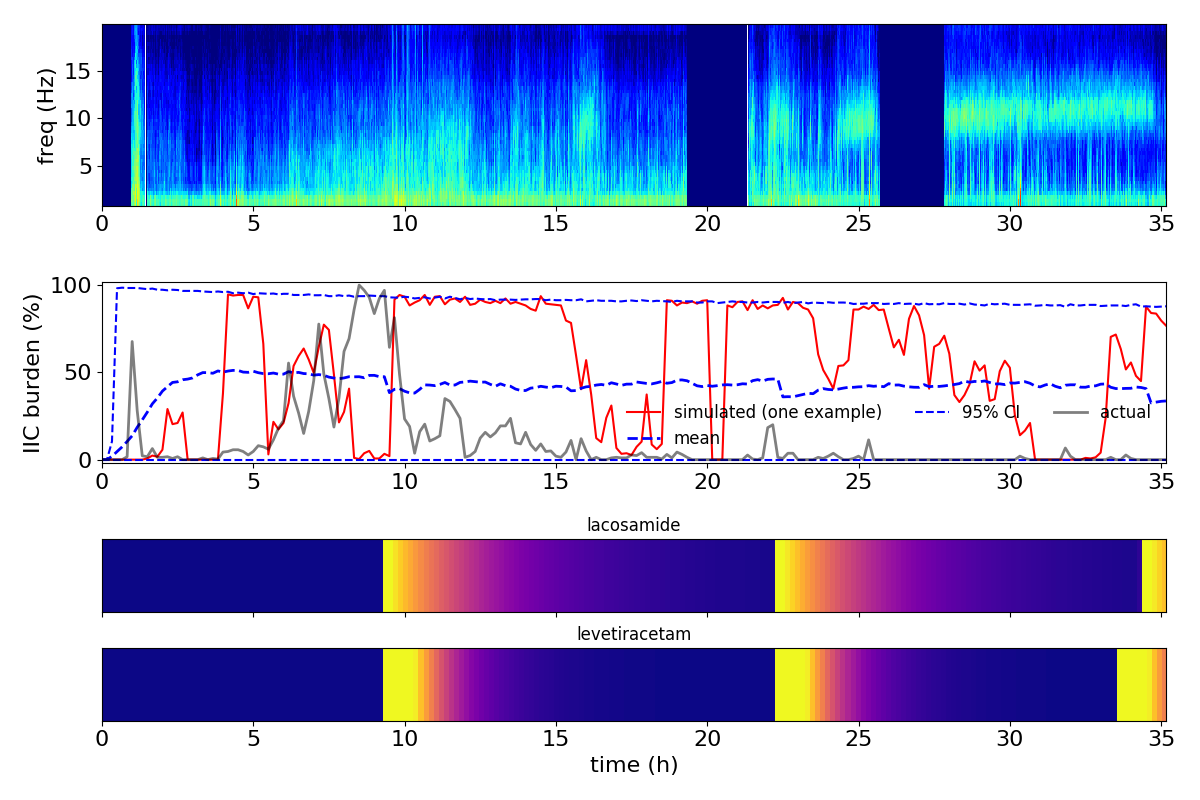 15
10
5
freq (Hz)
0 5 10 15 20 25 30 35
100
50
0
IIC burden (%)
simulated (one example) 95% CI actual
mean
0 5 10 15 20 25 30 35
lacosamide
levetiracetam
0 5 10 15 20 25 30 35
time (h)